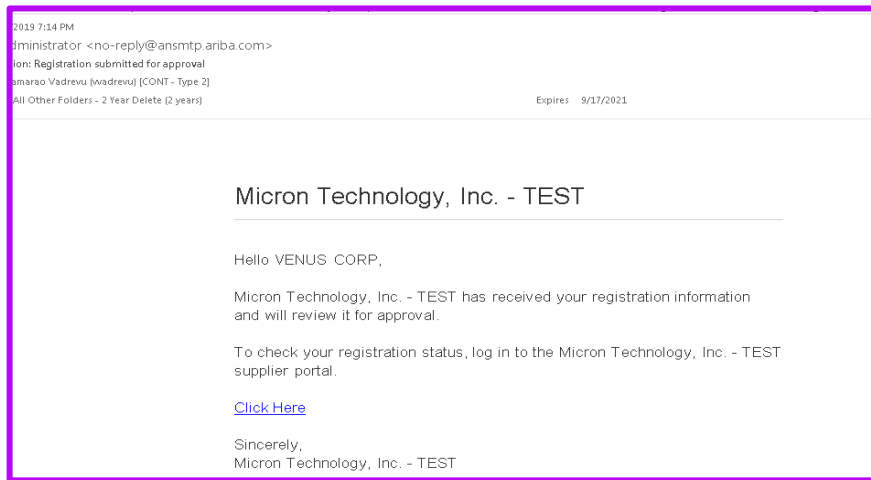 2019 7:14 PM
dministrator <no-reply@ansmtp.ariba.com>
ion: Registration submitted for approval
amarao Vadrevu (vvadrevu) [CONT - Type 2]
All Other Folders - 2 Year Delete (2 years) Expires 9/17/2021
Micron Technology, Inc. - TEST
Hello VENUS CORP,
Micron Technology, Inc. - TEST has received your registration information
and will review it for approval.
To check your registration status, log in to the Micron Technology, Inc. - TEST
supplier portal.
Click Here
Sincerely,
Micron Technology, Inc. - TEST